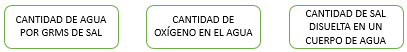 CANTIDAD DE AGUA
POR GRMS DE SAL
CANTIDAD DE
OXÍGENO EN EL AGUA
CANTIDAD DE SAL
DISUELTA EN UN
CUERPO DE AGUA